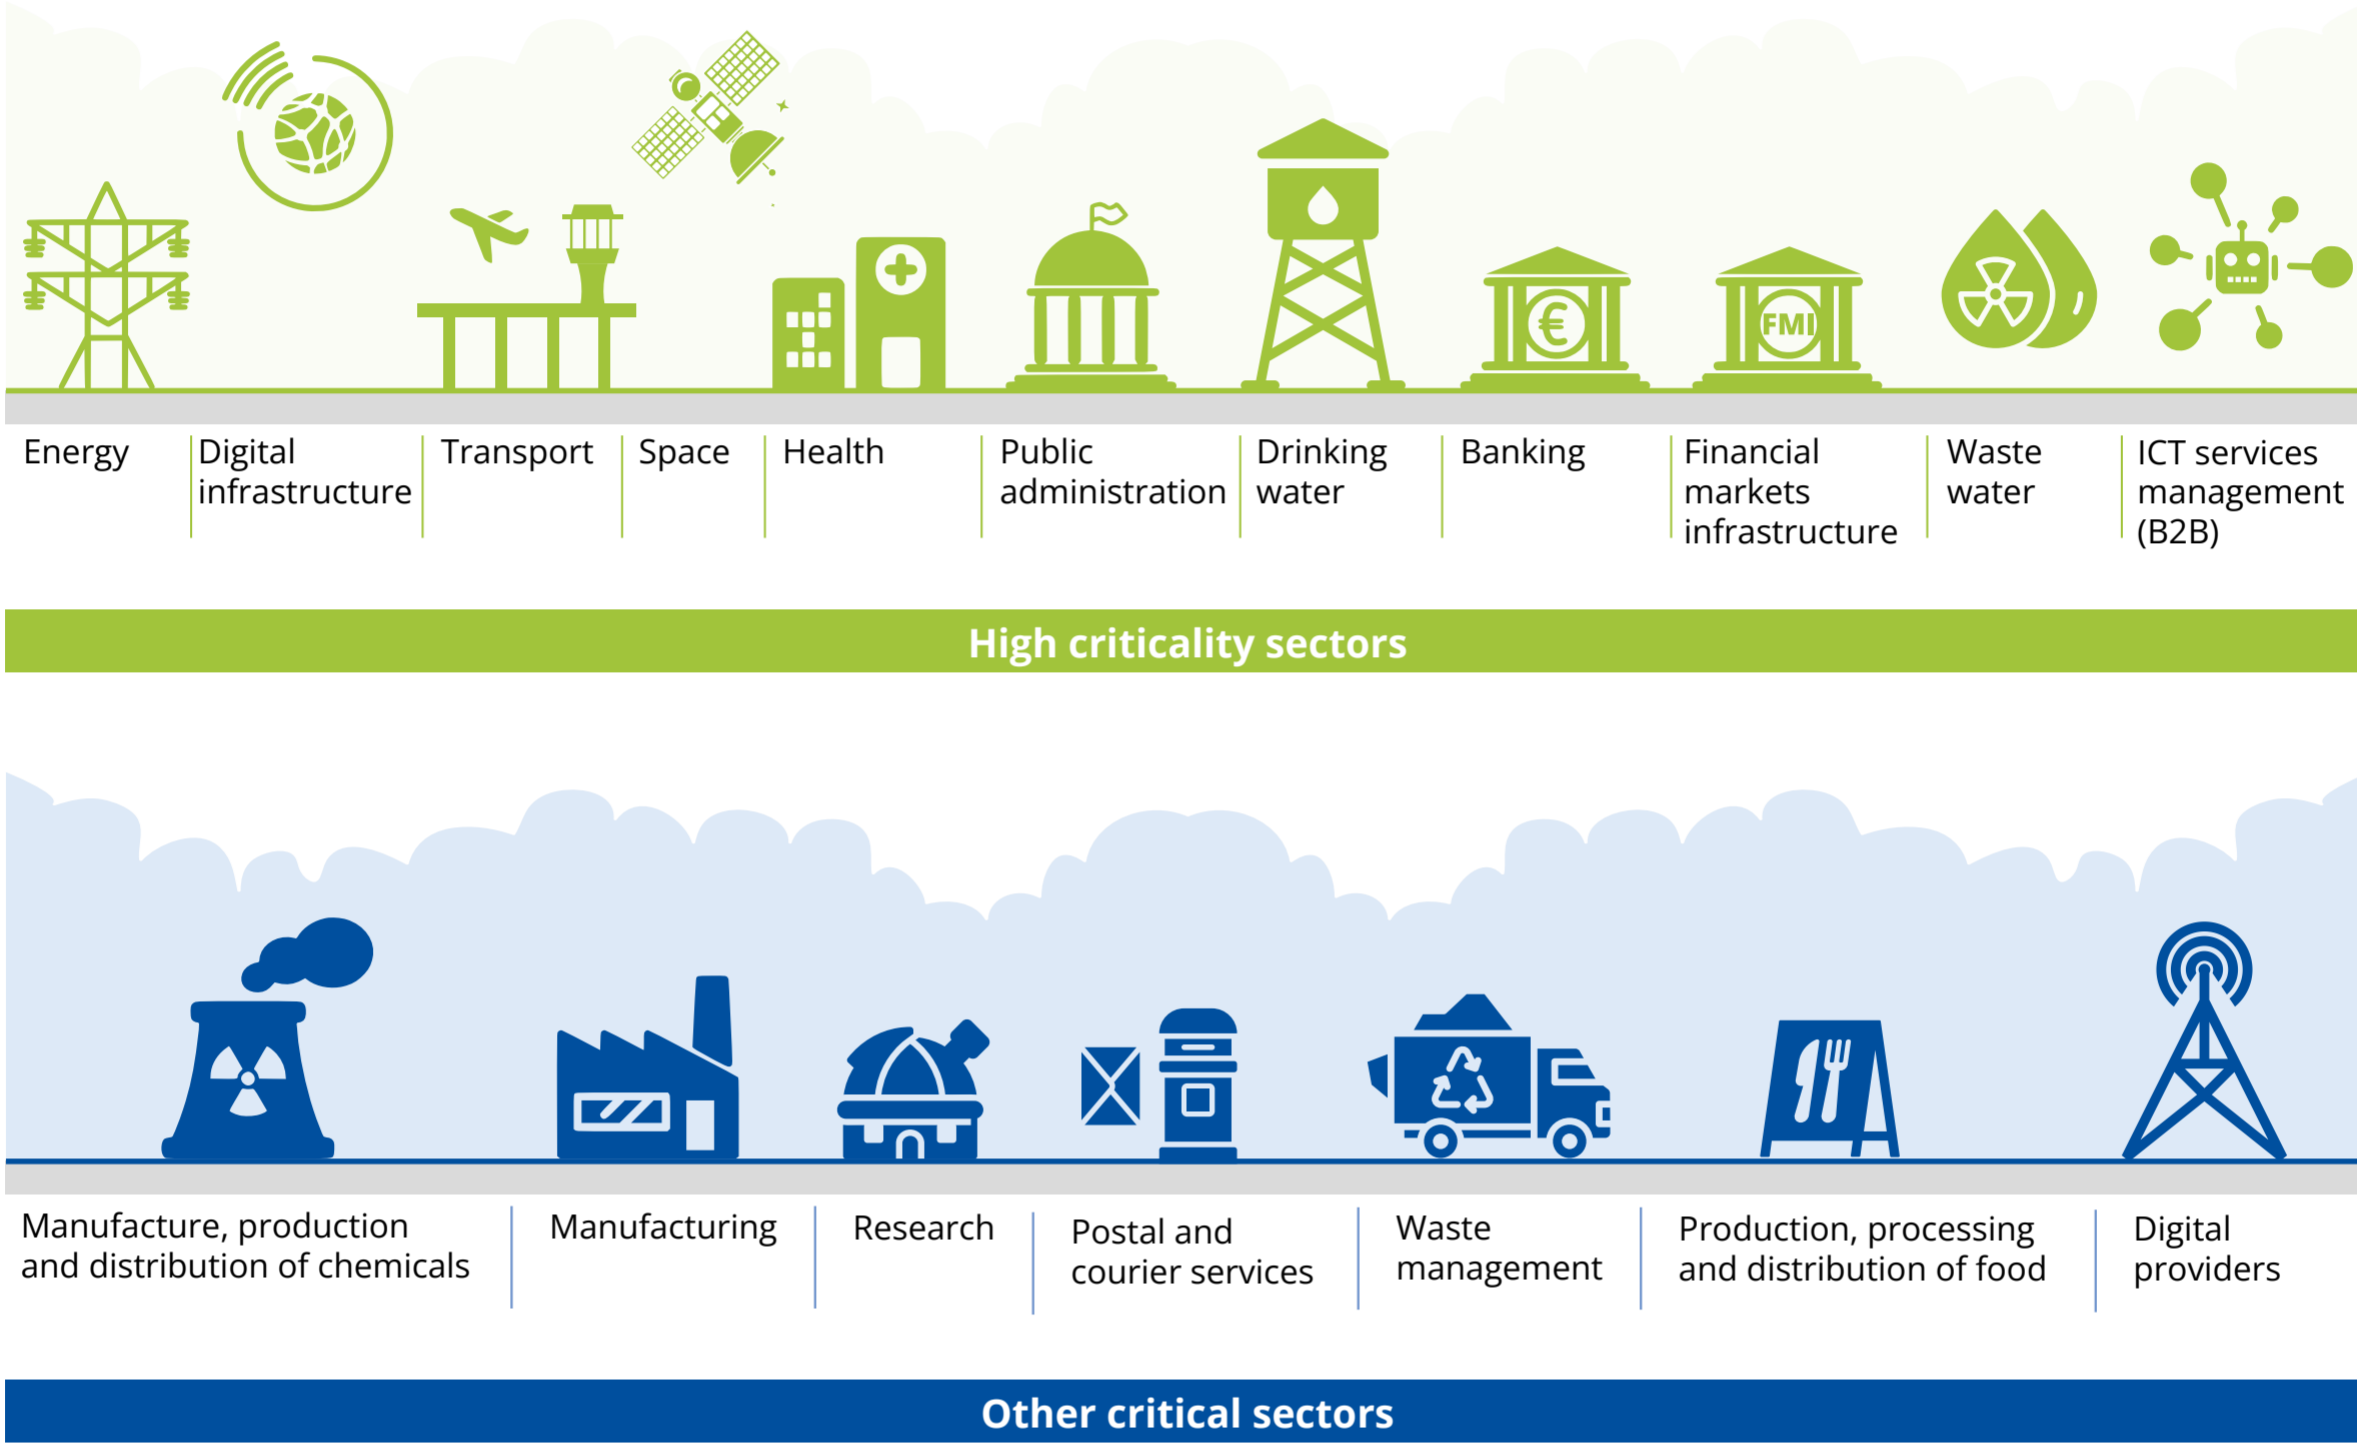 €
FMI
Energy
Digital
infrastructure
Transport
Space
Health
Public
administration
Drinking
water
Banking
Financial
markets
infrastructure
Waste
water
ICT services
management
(B2B)
High criticality sectors
Manufacture, production
and distribution of chemicals
Manufacturing
Research
Postal and
courier services
Waste
management
Production, processing
and distribution of food
Digital
providers
Other critical sectors